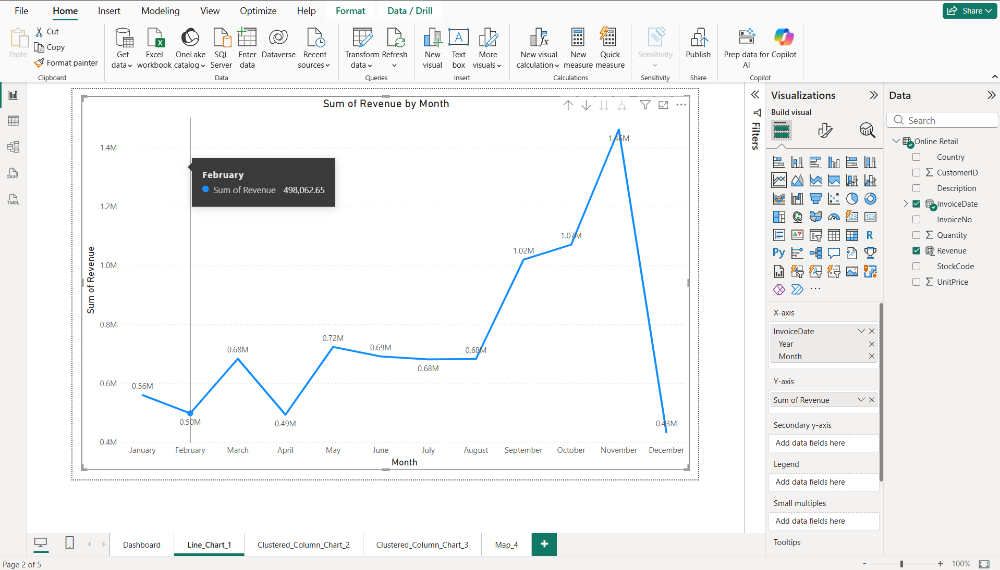 File Home Insert Modeling View Optimize Help Format Data / Drill Share
Paste
Cut
Copy
Format painter
Clipboard
Get data
Excel workbook
OneLake catalog
SQL Server
Enter data
Dataverse
Recent sources
Data
Transform data
Refresh
Queries
New visual
Text box
More visuals
Insert
New visual calculation
New measure
Quick measure
Calculations
Sensitivity
Sensitivity
Publish
Share
Prep data for AI
Copilot
Copilot
DAX
TMDL
Sum of Revenue by Month
Sum of Revenue
1.4M
1.2M
1.0M
0.8M
0.6M
0.4M
February
Sum of Revenue 498,062.65
0.56M
0.50M
0.68M
0.49M
0.72M
0.69M
0.68M
0.68M
1.02M
1.07M
1.46M
0.43M
January February March April May June July August September October November December
Month
Filters
Visualizations
Build visual
123
123
R
Py
X-axis
InvoiceDate
Year
Month
Y-axis
Sum of Revenue
Secondary y-axis
Add data fields here
Legend
Add data fields here
Small multiples
Add data fields here
Tooltips
Data
Search
Online Retail
Country
CustomerID
Description
InvoiceDate
InvoiceNo
Quantity
Revenue
StockCode
UnitPrice
Dashboard Line_Chart_1 Clustered_Column_Chart_2 Clustered_Column_Chart_3 Map_4
Page 2 of 5
- + 100%